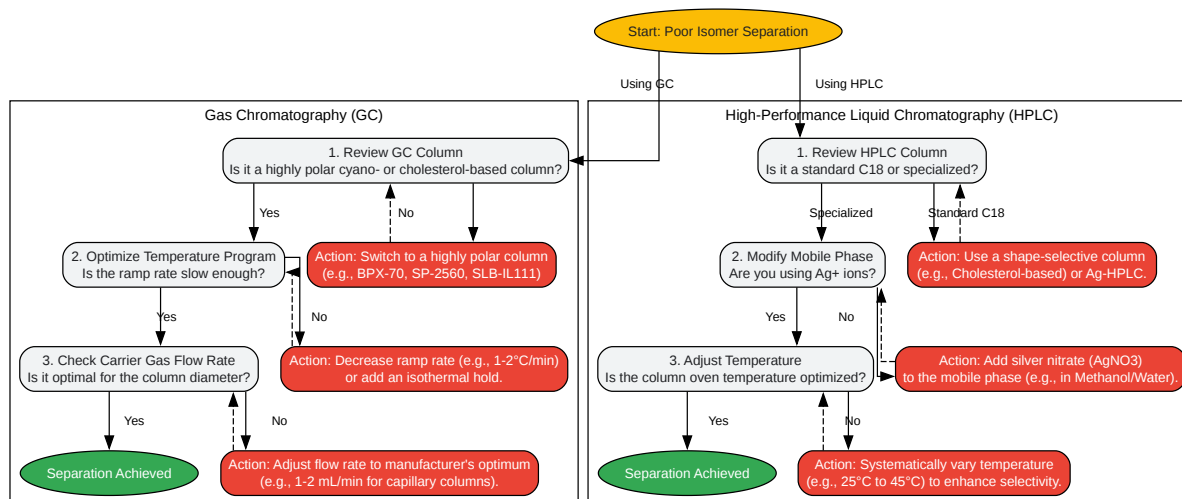 Start: Poor Isomer Separation
Using GC
Using HPLC
Gas Chromatography (GC)
1. Review GC Column
Is it a highly polar cyano- or cholesterol-based column?
Yes
No
2. Optimize Temperature Program
Is the ramp rate slow enough?
Action: Switch to a highly polar column
(e.g., BPX-70, SP-2560, SLB-IL111)
Yes
No
3. Check Carrier Gas Flow Rate
Is it optimal for the column diameter?
Action: Decrease ramp rate (e.g., 1-2°C/min)
or add an isothermal hold.
Yes
No
Separation Achieved
Action: Adjust flow rate to manufacturer's optimum
(e.g., 1-2 mL/min for capillary columns).
High-Performance Liquid Chromatography (HPLC)
1. Review HPLC Column
Is it a standard C18 or specialized?
Specialized
Standard C18
2. Modify Mobile Phase
Are you using Ag+ ions?
Action: Use a shape-selective column
(e.g., Cholesterol-based) or Ag-HPLC.
Yes
No
3. Adjust Temperature
Is the column oven temperature optimized?
Action: Add silver nitrate (AgNO3)
to the mobile phase (e.g., in Methanol/Water).
Yes
No
Separation Achieved
Action: Systematically vary temperature
(e.g., 25°C to 45°C) to enhance selectivity.